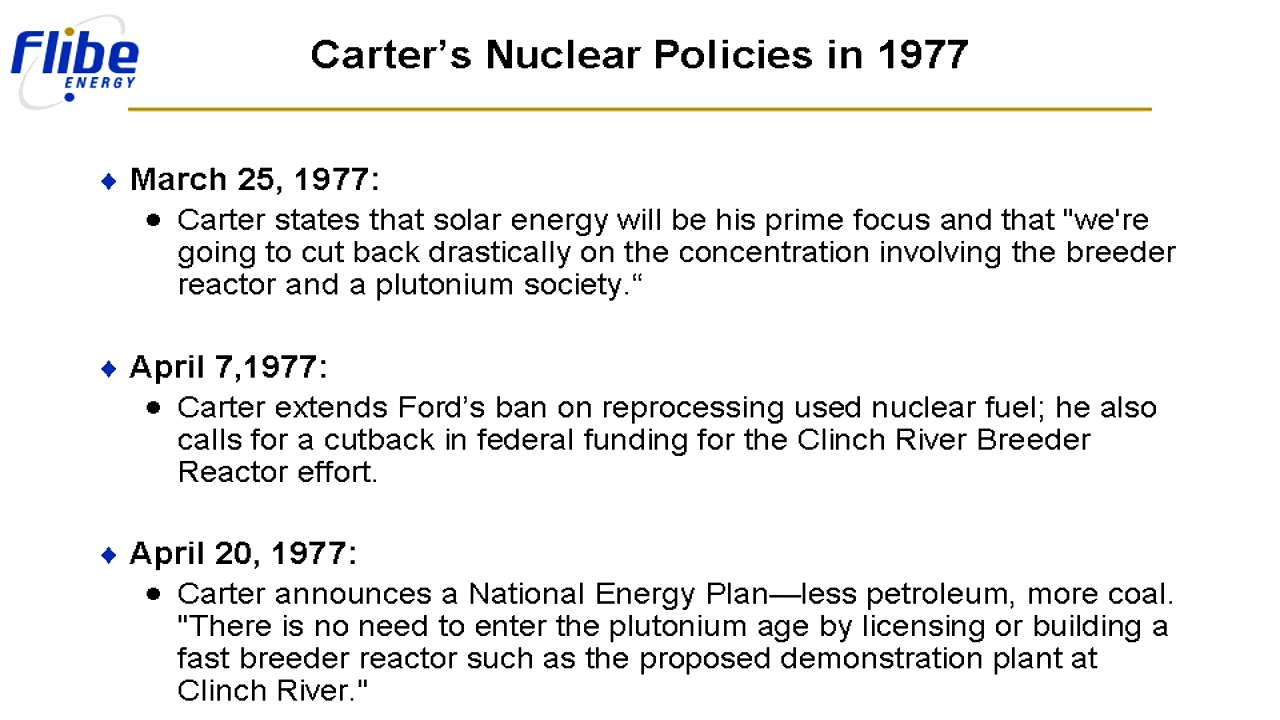 Flibe
ENERGY
Carter’s Nuclear Policies in 1977
March 25, 1977:
Carter states that solar energy will be his prime focus and that "we're
going to cut back drastically on the concentration involving the breeder
reactor and a plutonium society.“
April 7,1977:
Carter extends Ford’s ban on reprocessing used nuclear fuel; he also
calls for a cutback in federal funding for the Clinch River Breeder
Reactor effort.
April 20, 1977:
Carter announces a National Energy Plan—less petroleum, more coal.
"There is no need to enter the plutonium age by licensing or building a
fast breeder reactor such as the proposed demonstration plant at
Clinch River."